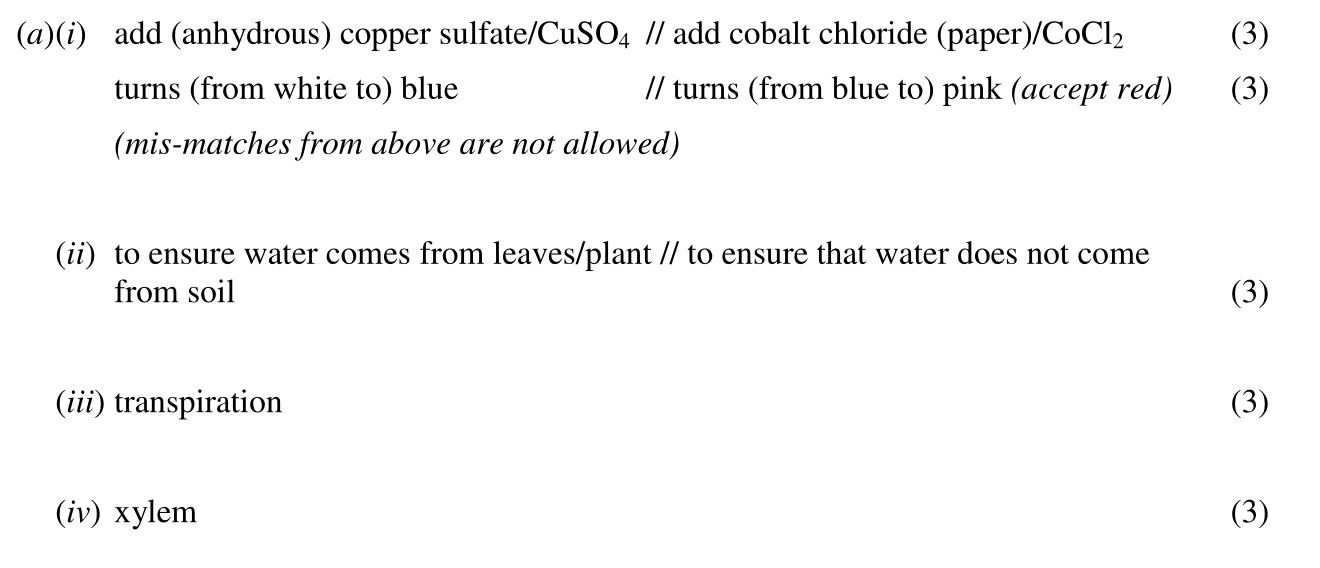 (a)(i) add (anhydrous) copper sulfate/CuSO₄ // add cobalt chloride (paper)/CoCl₂ (3)
turns (from white to) blue // turns (from blue to) pink (accept red) (3)
(mis-matches from above are not allowed)
(ii) to ensure water comes from leaves/plant // to ensure that water does not come
from soil (3)
(iii) transpiration (3)
(iv) xylem (3)